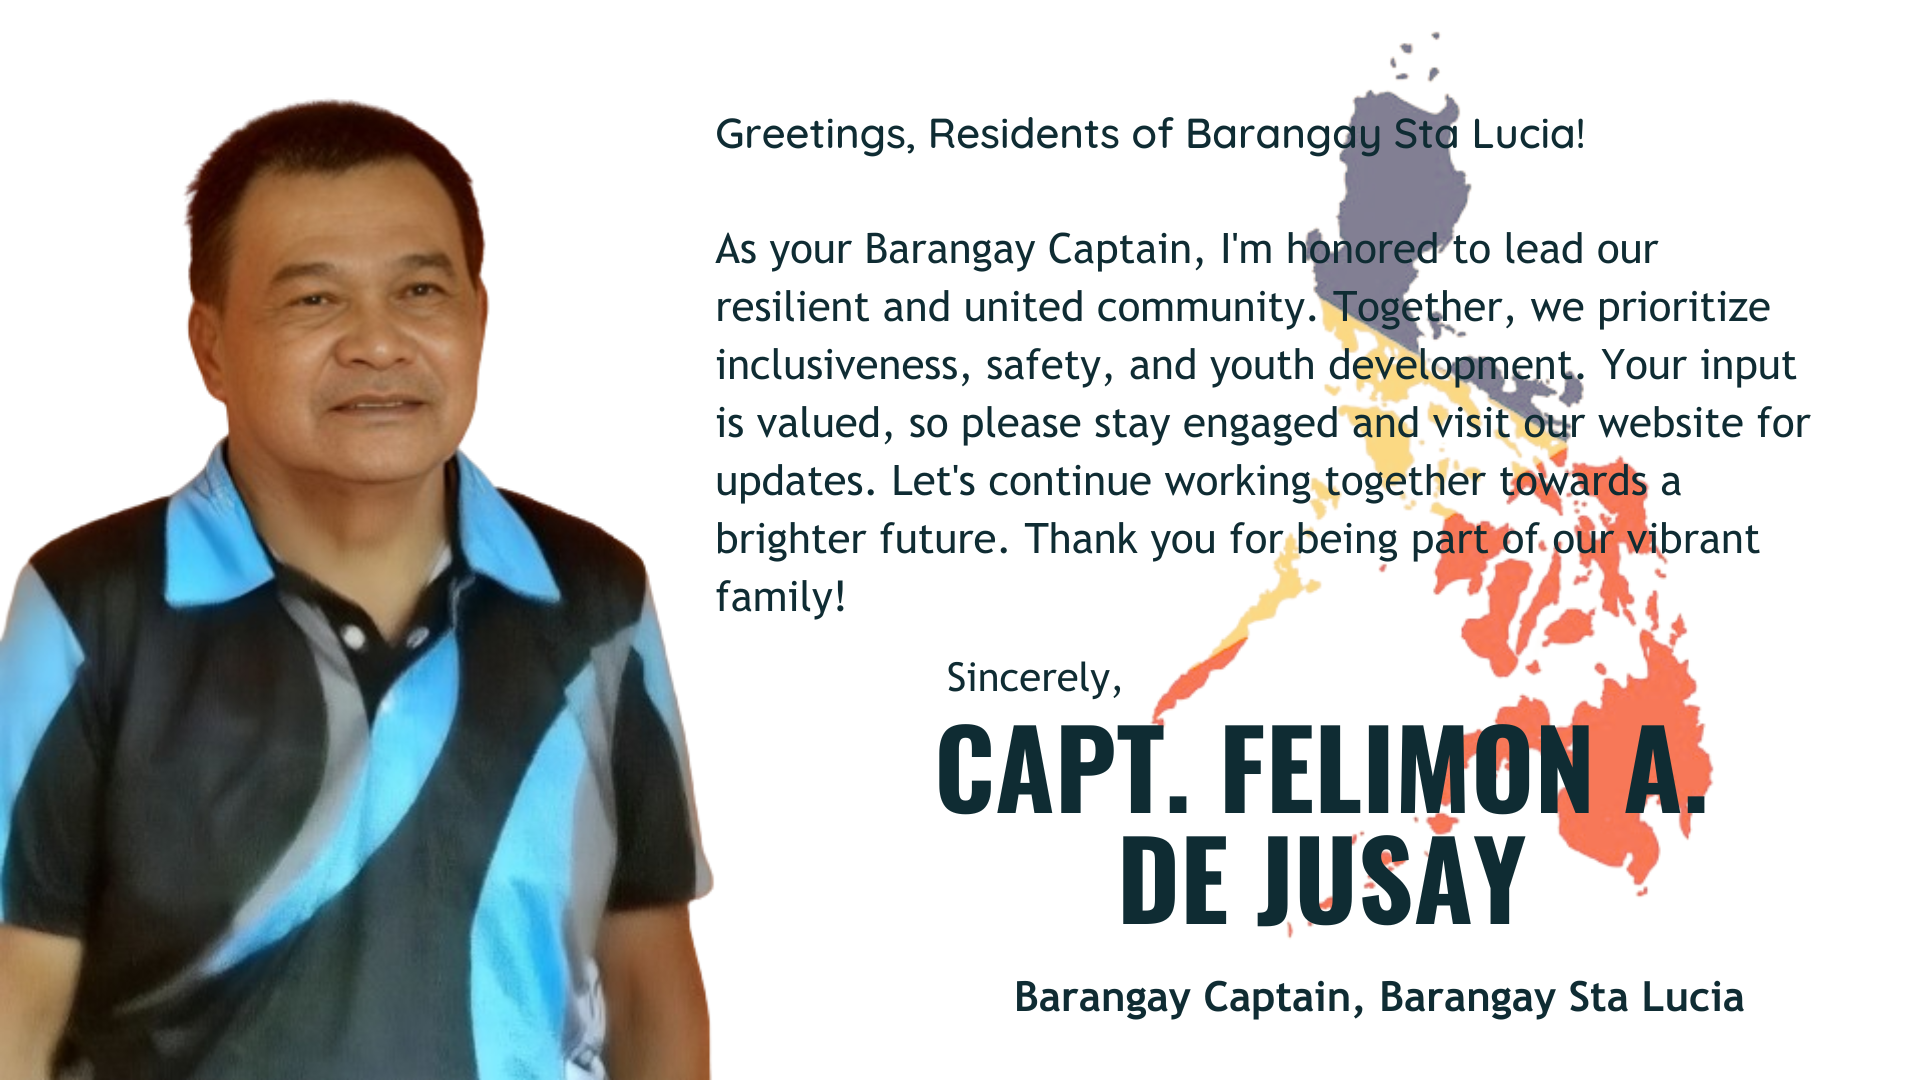 Greetings, Residents of Barangay Sta Lucia!
As your Barangay Captain, I'm honored to lead our
resilient and united community. Together, we prioritize
inclusiveness, safety, and youth development. Your input
is valued, so please stay engaged and visit our website for
updates. Let's continue working together towards a
brighter future. Thank you for being part of our vibrant
family!
Sincerely,
CAPT. FELIMON A.
DE JUSAY
Barangay Captain, Barangay Sta Lucia